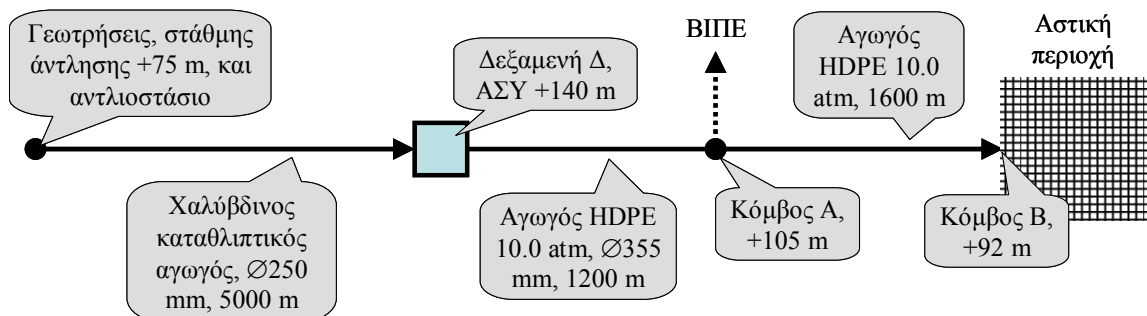 Γεωτρήσεις, στάθμης
άντλησης +75 m, και
αντλιοστάσιο
Δεξαμενή Δ,
ΑΣΥ +140 m
ΒΙΠΕ
Αγωγός
HDPE 10.0
atm, 1600 m
Αστική
περιοχή
Χαλύβδινος
καταθλιπτικός
αγωγός, ∅250
mm, 5000 m
Αγωγός HDPE
10.0 atm, ∅355
mm, 1200 m
Κόμβος Α,
+105 m
Κόμβος Β,
+92 m